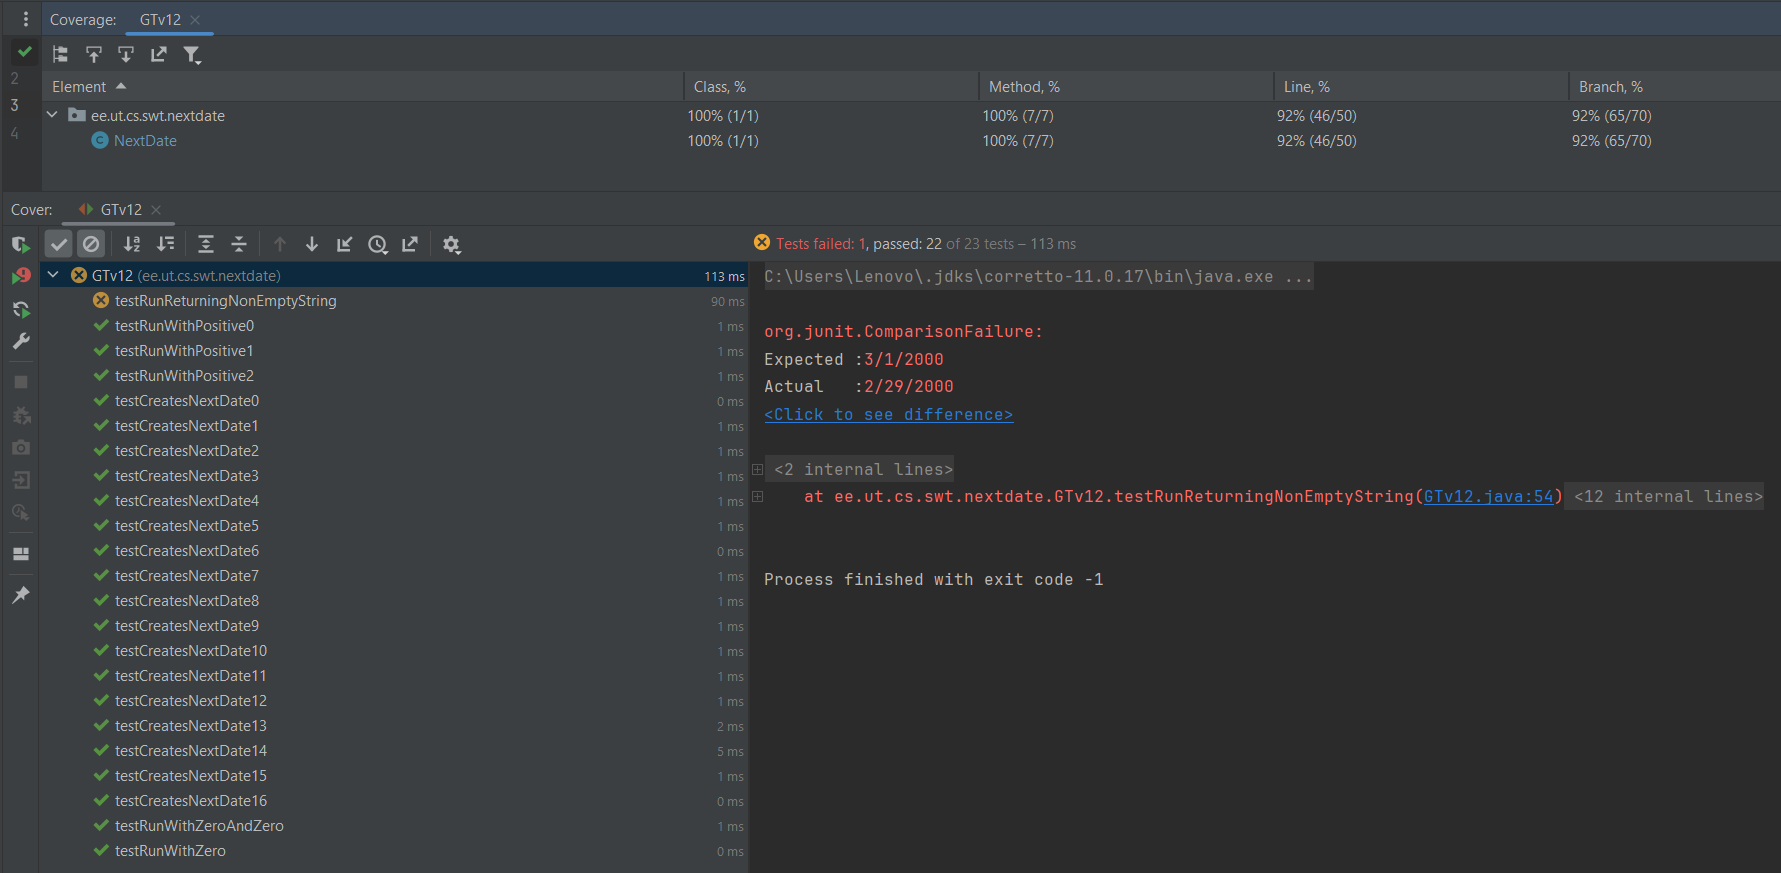 Coverage: GTv12
2
3
4
Element Class, % Method, % Line, % Branch, %
ee.ut.cs.swt.nextdate 100% (1/1) 100% (7/7) 92% (46/50) 92% (65/70)
C NextDate 100% (1/1) 100% (7/7) 92% (46/50) 92% (65/70)
Cover: GTv12
Tests failed: 1, passed: 22 of 23 tests – 113 ms
GTv12 (ee.ut.cs.swt.nextdate) 113 ms
testRunReturningNonEmptyString 90 ms
testRunWithPositive0 1 ms
testRunWithPositive1 1 ms
testRunWithPositive2 1 ms
testCreatesNextDate0 0 ms
testCreatesNextDate1 1 ms
testCreatesNextDate2 1 ms
testCreatesNextDate3 1 ms
testCreatesNextDate4 1 ms
testCreatesNextDate5 1 ms
testCreatesNextDate6 0 ms
testCreatesNextDate7 1 ms
testCreatesNextDate8 1 ms
testCreatesNextDate9 1 ms
testCreatesNextDate10 1 ms
testCreatesNextDate11 1 ms
testCreatesNextDate12 1 ms
testCreatesNextDate13 2 ms
testCreatesNextDate14 5 ms
testCreatesNextDate15 1 ms
testCreatesNextDate16 0 ms
testRunWithZeroAndZero 1 ms
testRunWithZero 0 ms
C:\Users\Lenovo\.jdks\corretto-11.0.17\bin\java.exe ...
org.junit.ComparisonFailure:
Expected :3/1/2000
Actual :2/29/2000
<Click to see difference>
<2 internal lines>
at ee.ut.cs.swt.nextdate.GTv12.testRunReturningNonEmptyString(GTv12.java:54) <12 internal lines>
Process finished with exit code -1